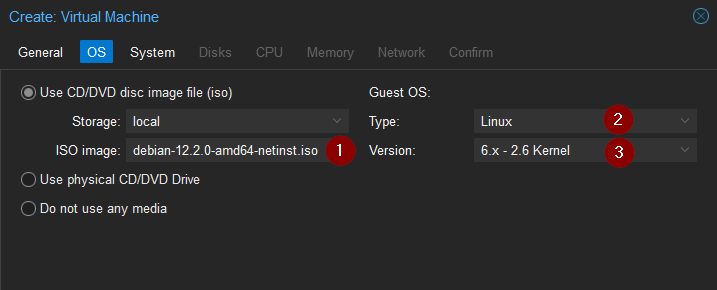 Create: Virtual Machine
General OS System Disks CPU Memory Network Confirm
Use CD/DVD disc image file (iso) Guest OS:
Storage: local Type: Linux 2
ISO image: debian-12.2.0-amd64-netinst.iso 1 Version: 6.x - 2.6 Kernel 3
Use physical CD/DVD Drive
Do not use any media